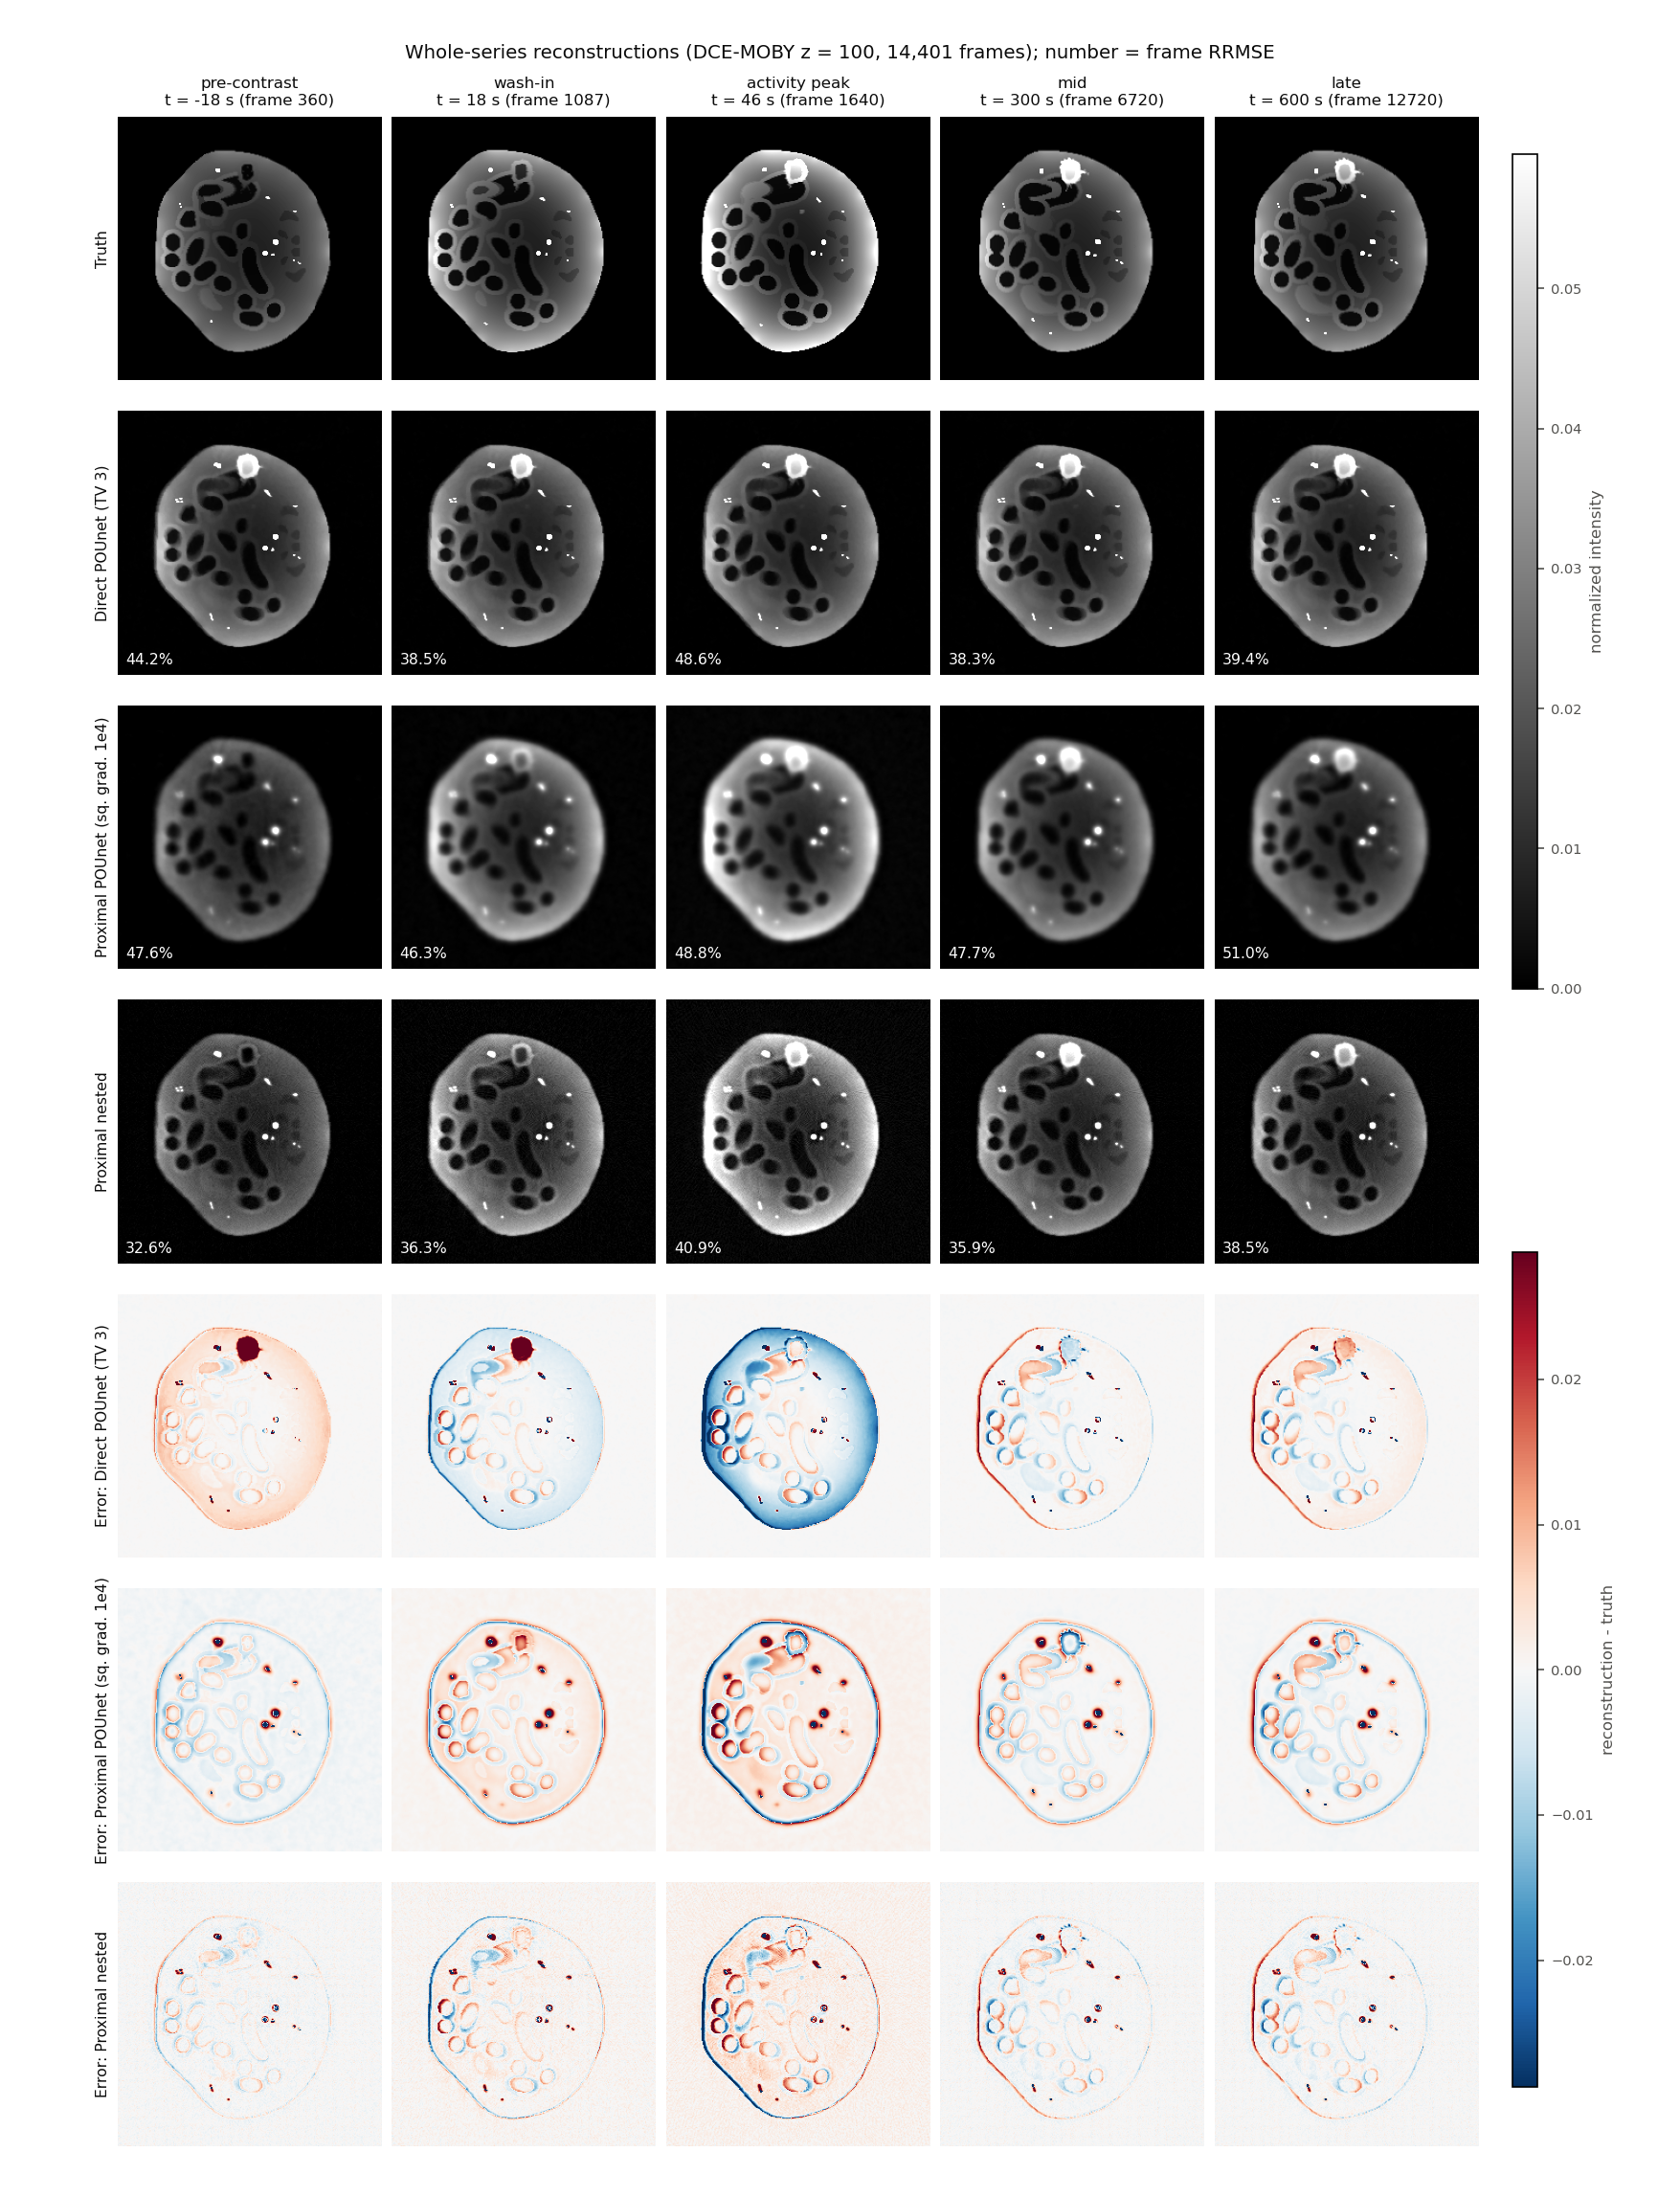 Whole-series reconstructions (DCE-MOBY z = 100, 14,401 frames); number = frame RRMSE
pre-contrast
t = -18 s (frame 360)
wash-in
t = 18 s (frame 1087)
activity peak
t = 46 s (frame 1640)
mid
t = 300 s (frame 6720)
late
t = 600 s (frame 12720)
Truth
Direct POUnet (TV 3)
44.2%
38.5%
48.6%
38.3%
39.4%
Proximal POUnet (sq. grad. 1e4)
47.6%
46.3%
48.8%
47.7%
51.0%
Proximal nested
32.6%
36.3%
40.9%
35.9%
38.5%
Error: Direct POUnet (TV 3)
Error: Proximal POUnet (sq. grad. 1e4)
Error: Proximal nested
0.05
0.04
0.03
0.02
0.01
0.00
normalized intensity
0.02
0.01
0.00
−0.01
−0.02
reconstruction - truth